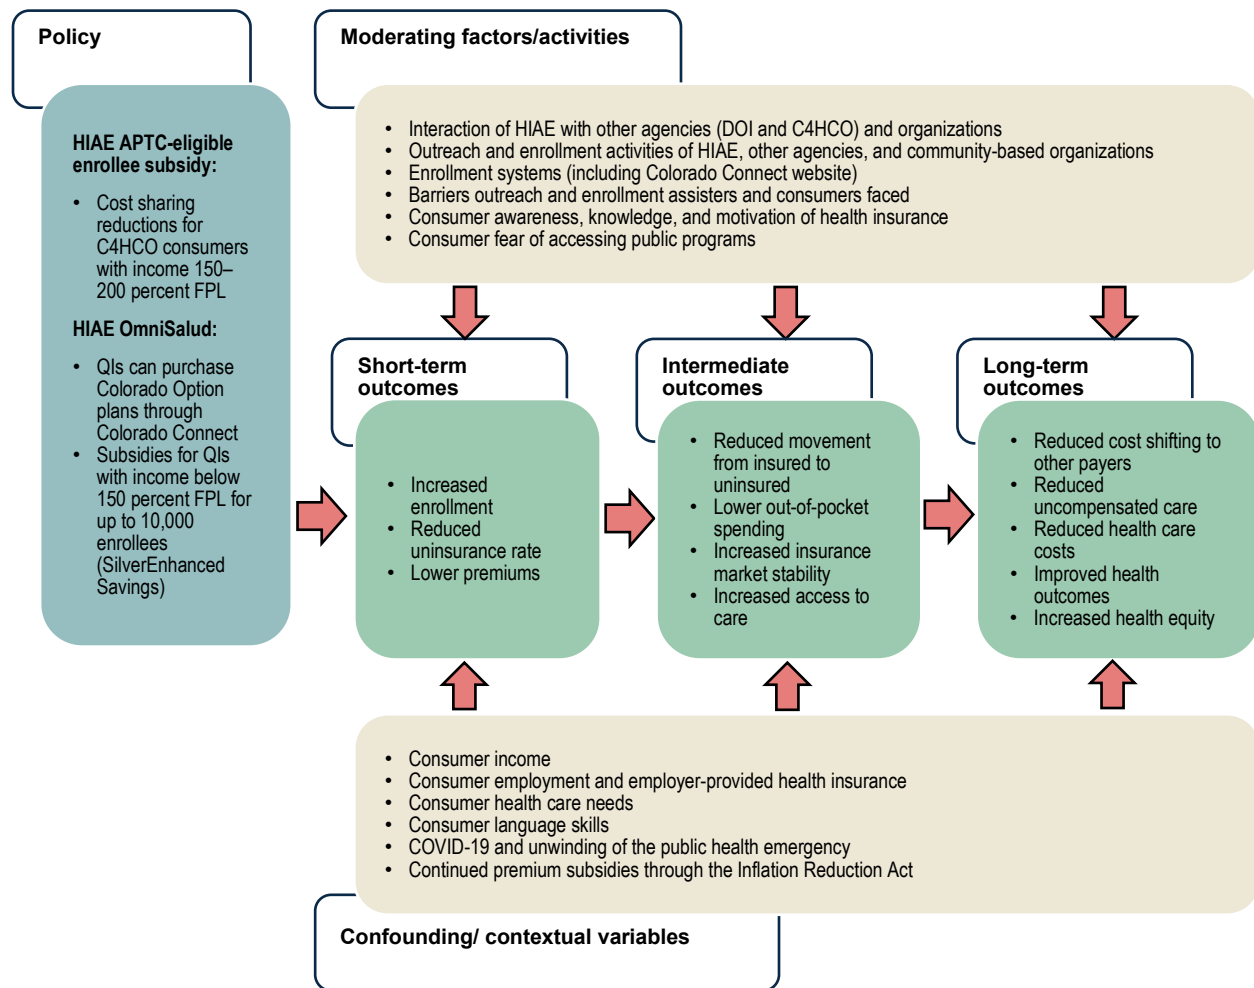 Policy
HIAE APTC-eligible
enrollee subsidy:
• Cost sharing
reductions for
C4HCO consumers
with income 150–
200 percent FPL
HIAE OmniSalud:
• QIs can purchase
Colorado Option
plans through
Colorado Connect
• Subsidies for QIs
with income below
150 percent FPL for
up to 10,000
enrollees
(SilverEnhanced
Savings)
Moderating factors/activities
• Interaction of HIAE with other agencies (DOI and C4HCO) and organizations
• Outreach and enrollment activities of HIAE, other agencies, and community-based organizations
• Enrollment systems (including Colorado Connect website)
• Barriers outreach and enrollment assisters and consumers faced
• Consumer awareness, knowledge, and motivation of health insurance
• Consumer fear of accessing public programs
Short-term
outcomes
• Increased
enrollment
• Reduced
uninsurance rate
• Lower premiums
Intermediate
outcomes
• Reduced movement
from insured to
uninsured
• Lower out-of-pocket
spending
• Increased insurance
market stability
• Increased access to
care
Long-term
outcomes
• Reduced cost shifting to
other payers
• Reduced
uncompensated care
• Reduced health care
costs
• Improved health
outcomes
• Increased health equity
• Consumer income
• Consumer employment and employer-provided health insurance
• Consumer health care needs
• Consumer language skills
• COVID-19 and unwinding of the public health emergency
• Continued premium subsidies through the Inflation Reduction Act
Confounding/ contextual variables